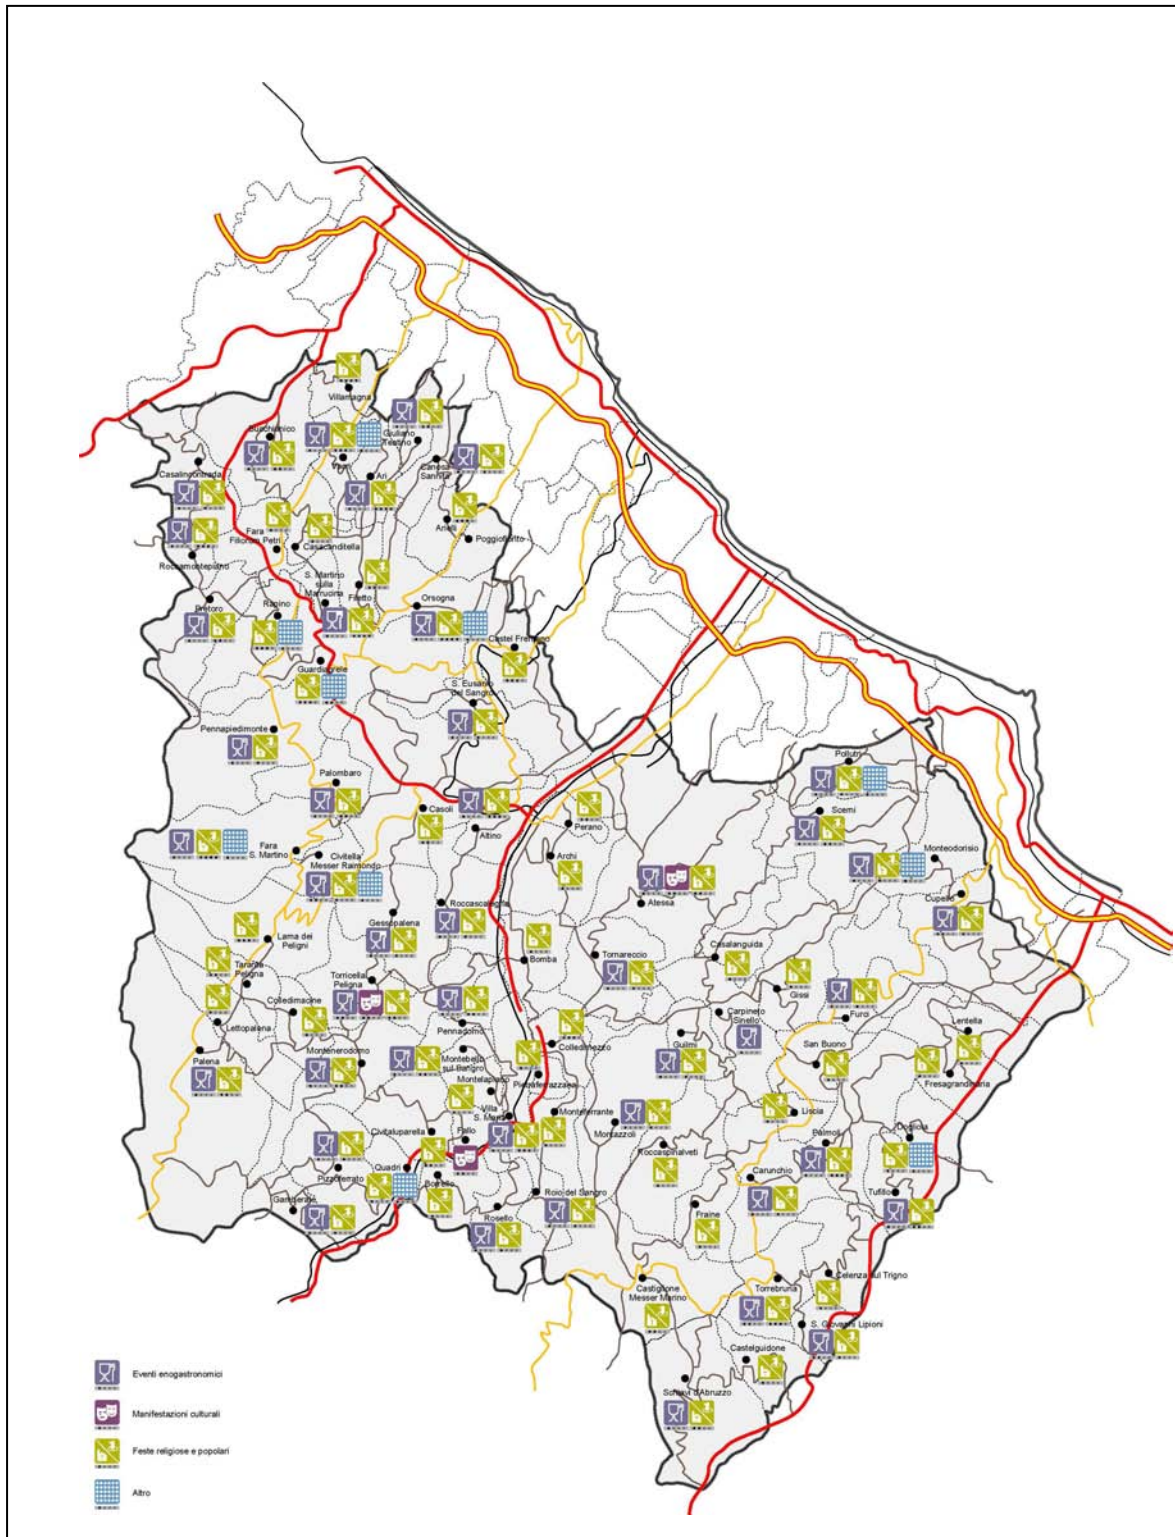 Villamagna
Bucchianico
Giuliano
Teatino
Vacri
Ari
Canosa
Sannita
Casalincontrada
Arielli
Poggiofiorito
Fara
Filiorum Petri
Casacanditella
Roccamontepiano
S. Martino
sulla
Marrucina
Filetto
Pretoro
Rapino
Orsogna
Castel Frentano
Guardiagrele
S. Eusanio
del Sangro
Pennapiedimonte
Pollutri
Palombaro
Casoli
Altino
Perano
Scerni
Fara
S. Martino
Civitella
Messer Raimondo
Archi
Monteodorisio
Atessa
Cupello
Roccascalegna
Gessopalena
Lama dei
Peligni
Bomba
Tornareccio
Casalanguida
Taranta
Peligna
Torricella
Peligna
Gissi
Colledimacine
Carpineto
Sinello
Furci
Lettopalena
Pennadomo
Colledimezzo
Guilmi
Lentella
Palena
Montenerodomo
Montebello
sul Sangro
San Buono
Fresagrandinaria
Montelapiano
Pietraferrazzana
Villa
S. Maria
Monteferrante
Montazzoli
Liscia
Civitaluparella
Fallo
Roccaspinalveti
Palmoli
Dogliola
Pizzoferrato
Quadri
Borrello
Carunchio
Gamberale
Roio del Sangro
Rosello
Fraine
Tufillo
Castiglione
Messer Marino
Torrebruna
Celenza sul Trigno
S. Giovanni Lipioni
Castelguidone
Schiavi d'Abruzzo
Eventi enogastronomici
Manifestazioni culturali
Feste religiose e popolari
Altro